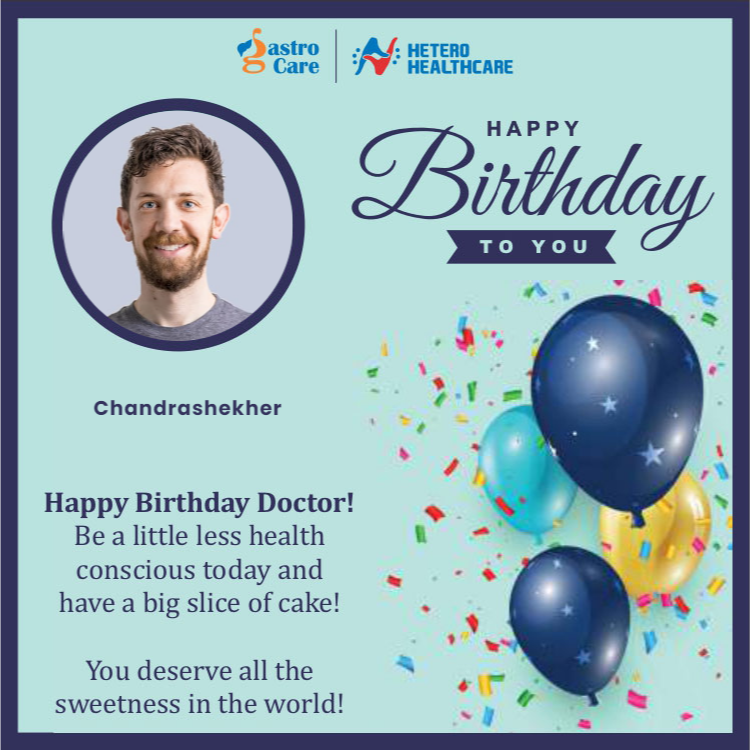 Gastro Care
HETERO HEALTHCARE
HAPPY
Birthday
TO YOU
Chandrashekher
Happy Birthday Doctor!
Be a little less health
conscious today and
have a big slice of cake!
You deserve all the
sweetness in the world!